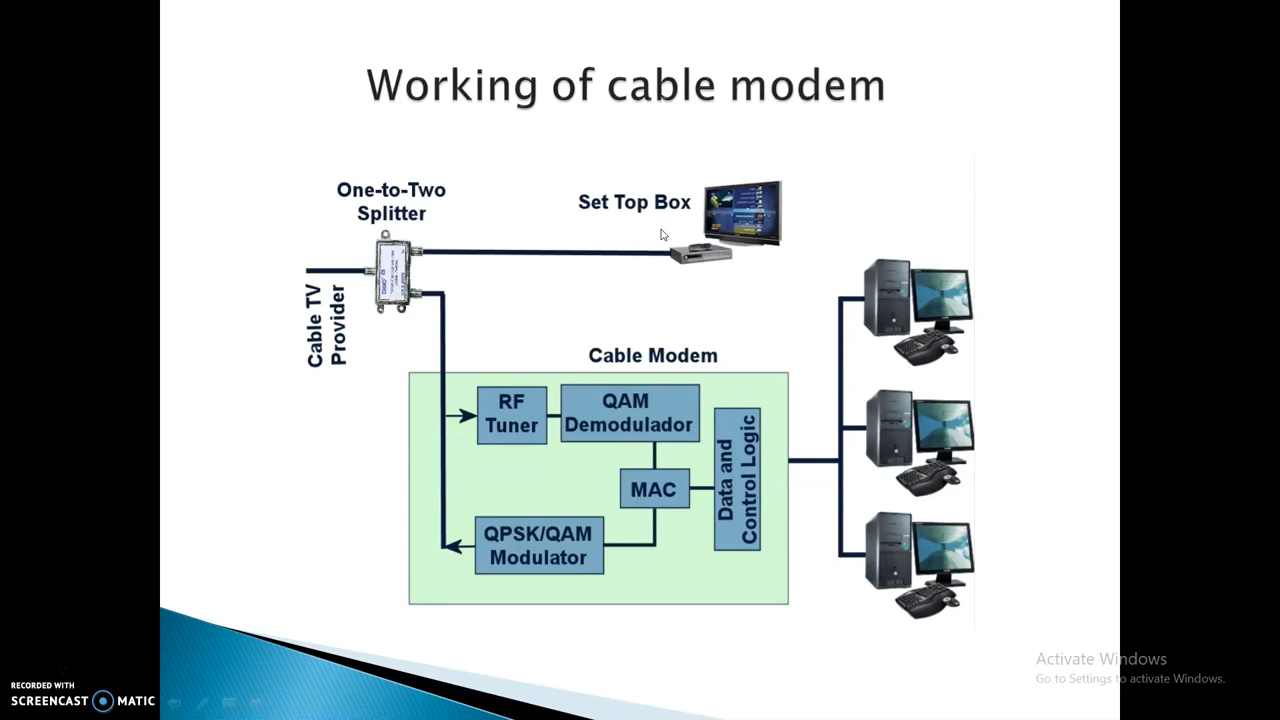 Working of cable modem
One-to-Two
Splitter
Set Top Box
Cable TV
Provider
Cable Modem
RF
Tuner
QAM
Demodulador
MAC
Data and
Control Logic
QPSK/QAM
Modulator
Activate Windows
Go to Settings to activate Windows.
RECORDED WITH
SCREENCAST MATIC